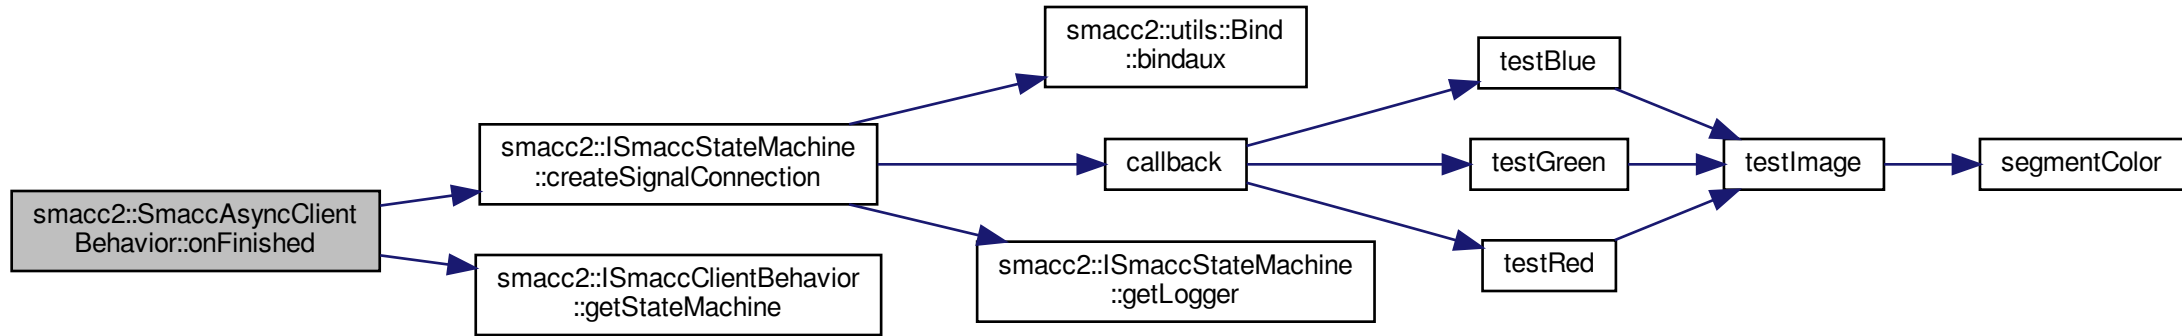 smacc2::SmaccAsyncClient
Behavior::onFinished
smacc2::ISmaccStateMachine
::createSignalConnection
smacc2::ISmaccClientBehavior
::getStateMachine
smacc2::utils::Bind
::bindaux
callback
smacc2::ISmaccStateMachine
::getLogger
testBlue
testGreen
testRed
testImage
segmentColor